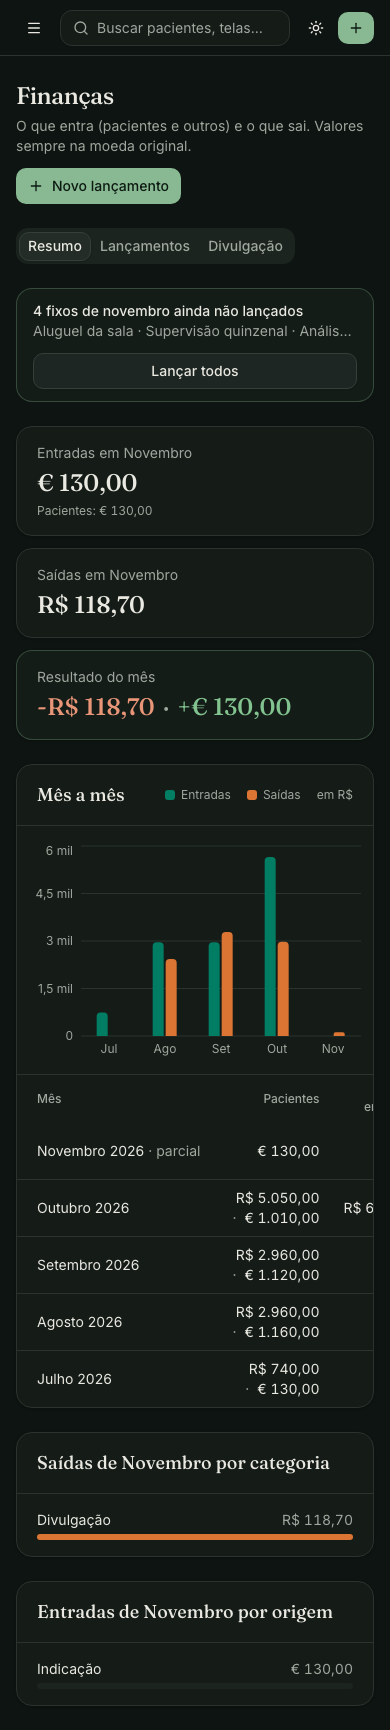 Buscar pacientes, telas...
Finanças
O que entra (pacientes e outros) e o que sai. Valores
sempre na moeda original.
Novo lançamento
Resumo Lançamentos Divulgação
4 fixos de novembro ainda não lançados
Aluguel da sala · Supervisão quinzenal · Anális...
Lançar todos
Entradas em Novembro
€ 130,00
Pacientes: € 130,00
Saídas em Novembro
R$ 118,70
Resultado do mês
-R$ 118,70 · +€ 130,00
Mês a mês Entradas Saídas em R$
6 mil
4,5 mil
3 mil
1,5 mil
0
Jul Ago Set Out Nov
Mês Pacientes
Novembro 2026 · parcial € 130,00
Outubro 2026 R$ 5.050,00 R$ 6
· € 1.010,00
Setembro 2026 R$ 2.960,00
· € 1.120,00
Agosto 2026 R$ 2.960,00
· € 1.160,00
Julho 2026 R$ 740,00
· € 130,00
Saídas de Novembro por categoria
Divulgação R$ 118,70
Entradas de Novembro por origem
Indicação € 130,00